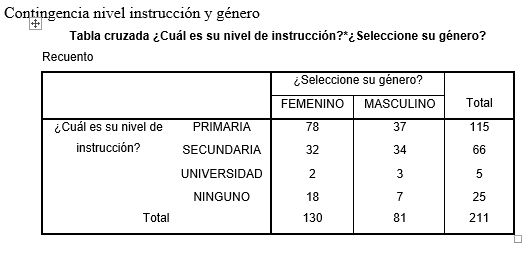 Contingencia nivel instrucción y género
Tabla cruzada ¿Cuál es su nivel de instrucción?*¿Seleccione su género?
Recuento
¿Seleccione su género?
FEMENINO MASCULINO Total
¿Cuál es su nivel de instrucción? PRIMARIA 78 37 115
SECUNDARIA 32 34 66
UNIVERSIDAD 2 3 5
NINGUNO 18 7 25
Total 130 81 211